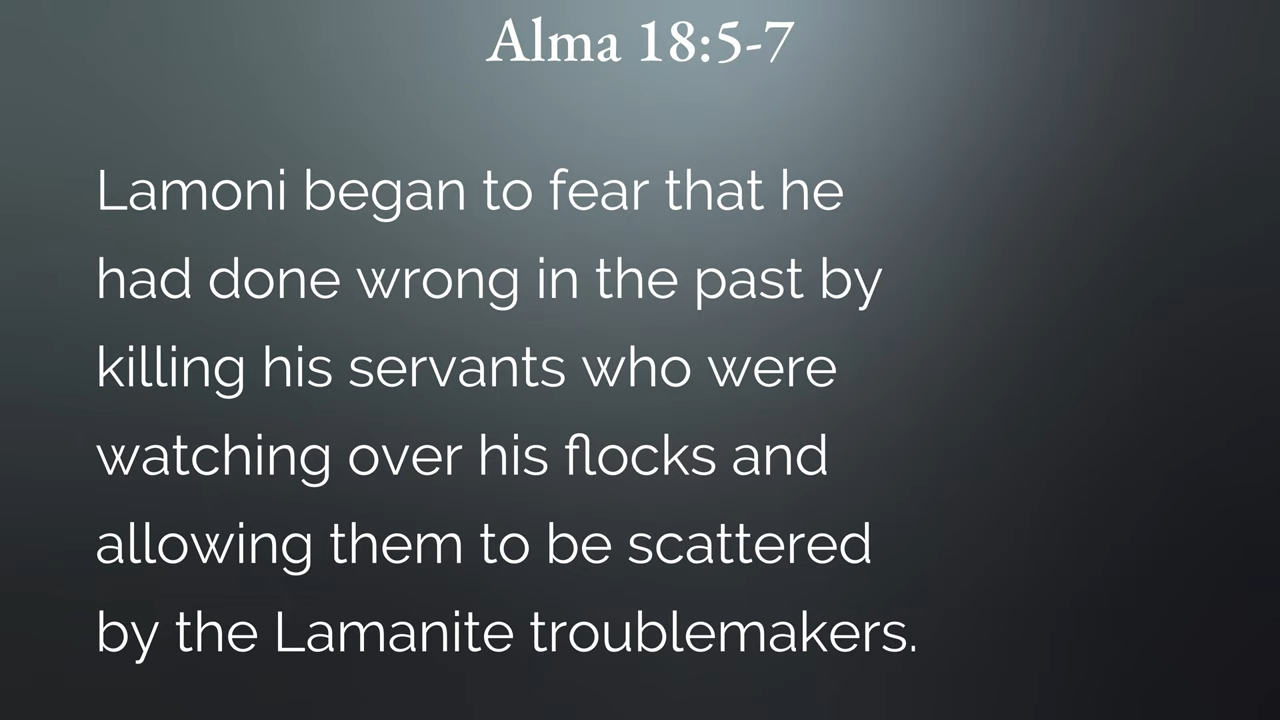 Alma 18:5-7
Lamoni began to fear that he
had done wrong in the past by
killing his servants who were
watching over his flocks and
allowing them to be scattered
by the Lamanite troublemakers.